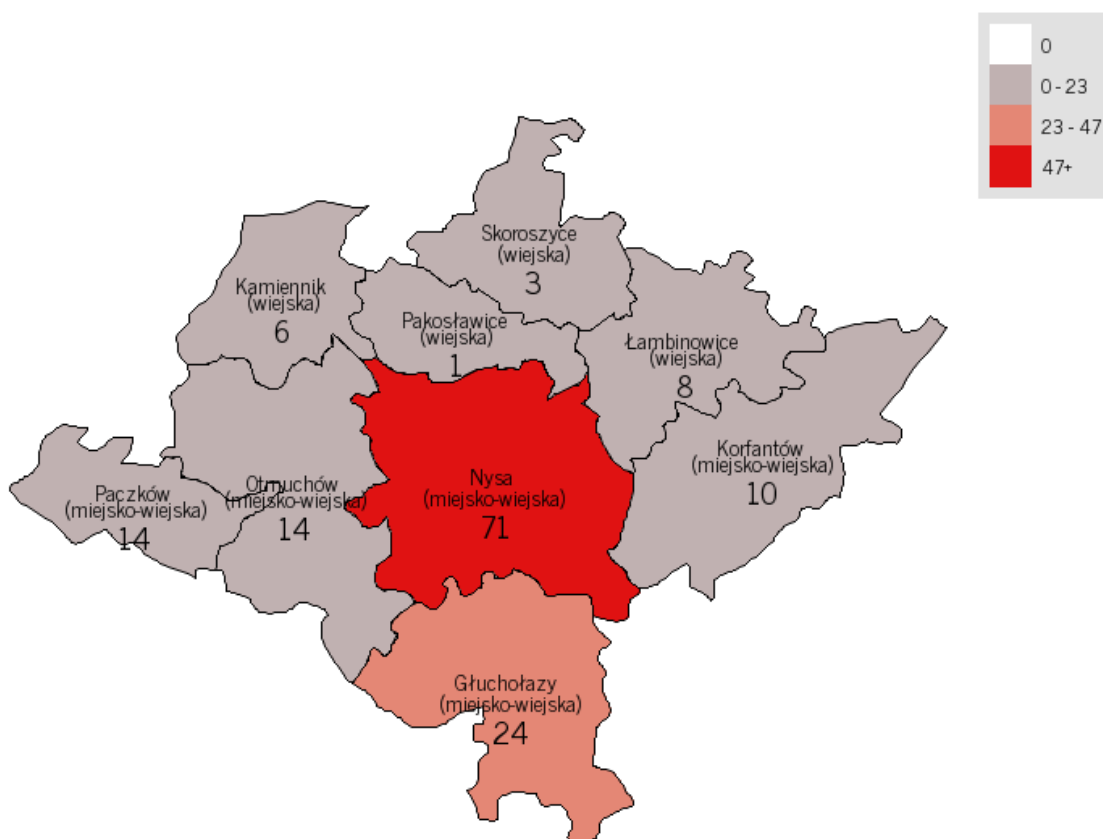 0
0 - 23
23 - 47
47+
Skoroszyce
(wiejska)
3
Kamiennik
(wiejska)
6
Pakosławice
(wiejska)
1
Łambinowice
(wiejska)
8
Korfantów
(miejsko-wiejska)
10
Nysa
(miejsko-wiejska)
71
Otmuchów
(miejsko-wiejska)
14
Paczków
(miejsko-wiejska)
14
Głuchołazy
(miejsko-wiejska)
24